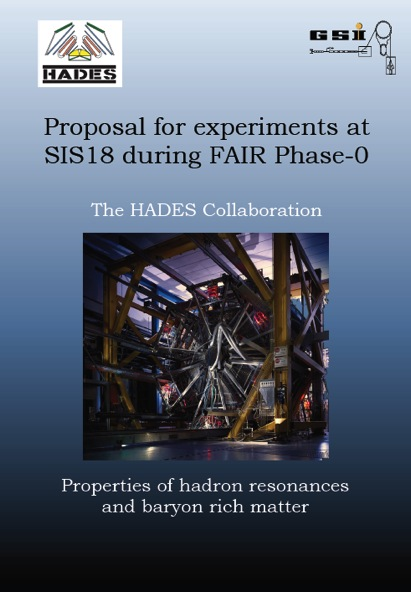 HADES
GSI
Proposal for experiments at
SIS18 during FAIR Phase-0
The HADES Collaboration
Properties of hadron resonances
and baryon rich matter